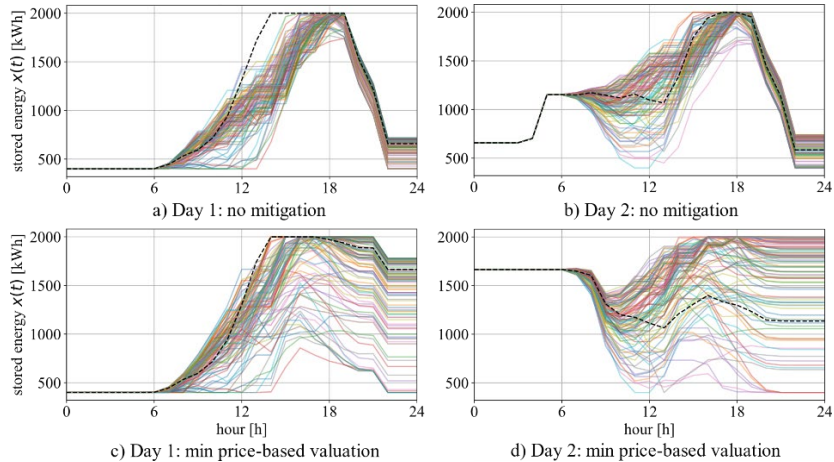 stored energy x(t) [kWh]
2000
1500
1000
500
0 6 12 18 24
a) Day 1: no mitigation
2000
1500
1000
500
0 6 12 18 24
b) Day 2: no mitigation
stored energy x(t) [kWh]
2000
1500
1000
500
0 6 12 18 24
hour [h]
c) Day 1: min price-based valuation
2000
1500
1000
500
0 6 12 18 24
hour [h]
d) Day 2: min price-based valuation